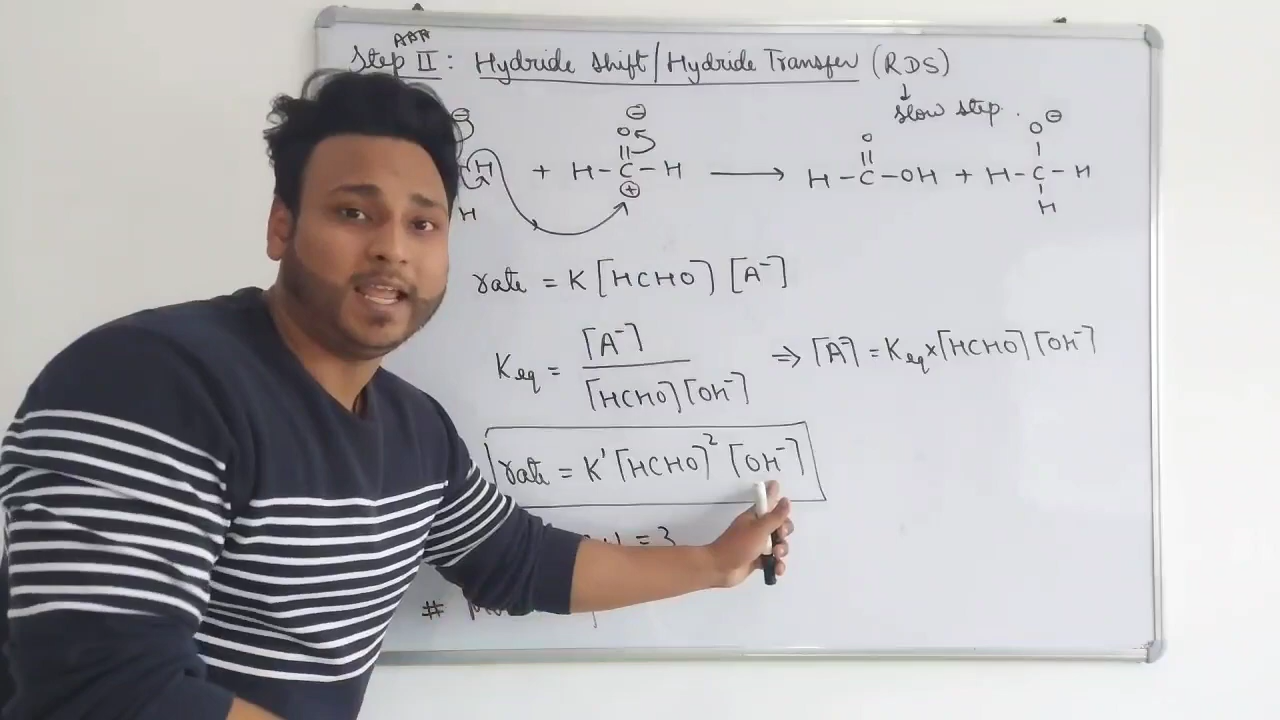 Step II : Hydride shift / Hydride Transfer (RDS)
↓
slow step.
⊖ ⊖ O⊖
O O |
H + H-C-H → H-C-OH + H-C-H
⊕ |
H H
rate = K [HCHO] [A⁻]
Keq = [A⁻] / [HCHO][OH⁻] ⇒ [A⁻] = Keq × [HCHO] [OH⁻]
rate = K' [HCHO]² [OH⁻]
= 3
#